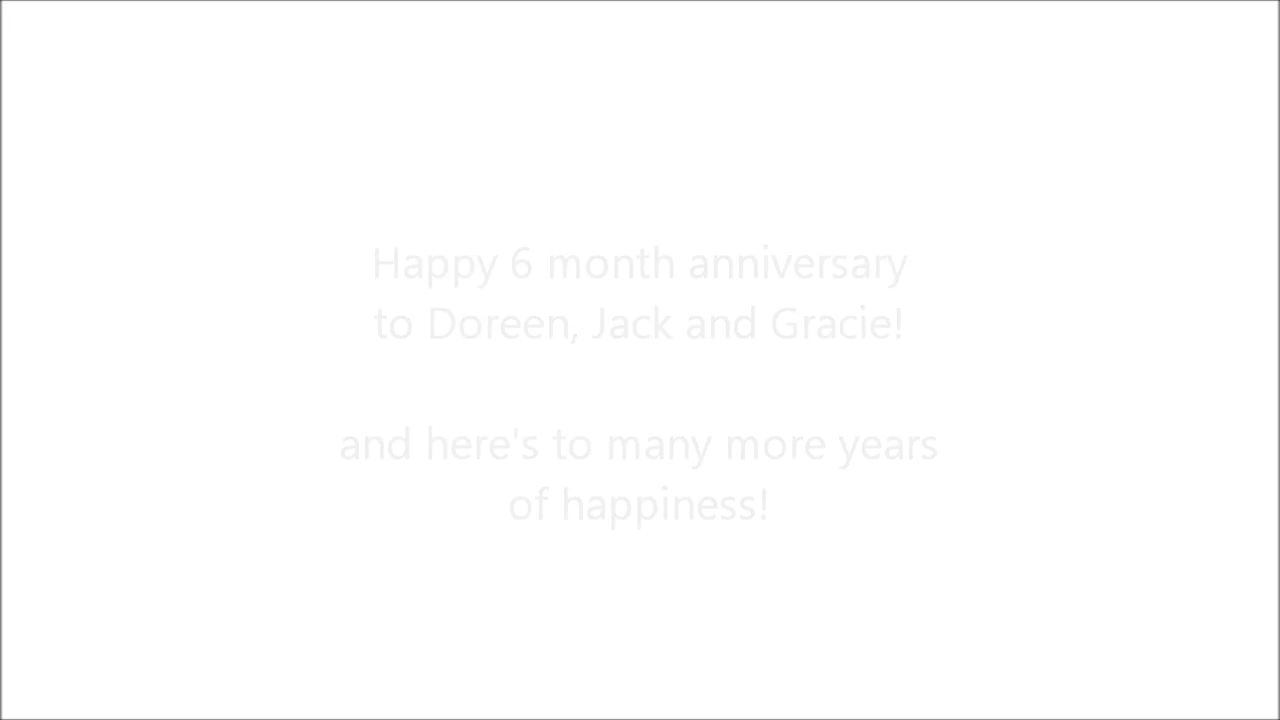 Happy 6 month anniversary
to Doreen, Jack and Gracie!
and here's to many more years
of happiness!